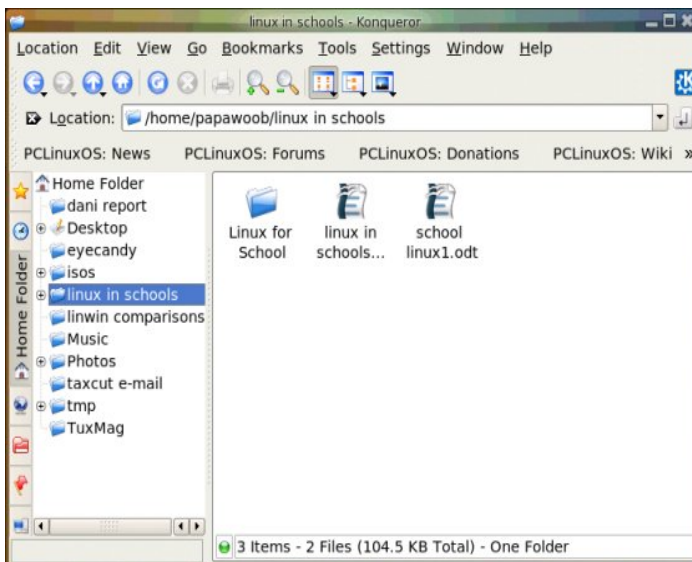 linux in schools - Konqueror
Location Edit View Go Bookmarks Tools Settings Window Help
Location: /home/papawoob/linux in schools
PCLinuxOS: News PCLinuxOS: Forums PCLinuxOS: Donations PCLinuxOS: Wiki »
Home Folder
Home Folder
dani report
Desktop
eyecandy
isos
linux in schools
linwin comparisons
Music
Photos
taxcut e-mail
tmp
TuxMag
Linux for
School
linux in
schools...
school
linux1.odt
3 Items - 2 Files (104.5 KB Total) - One Folder